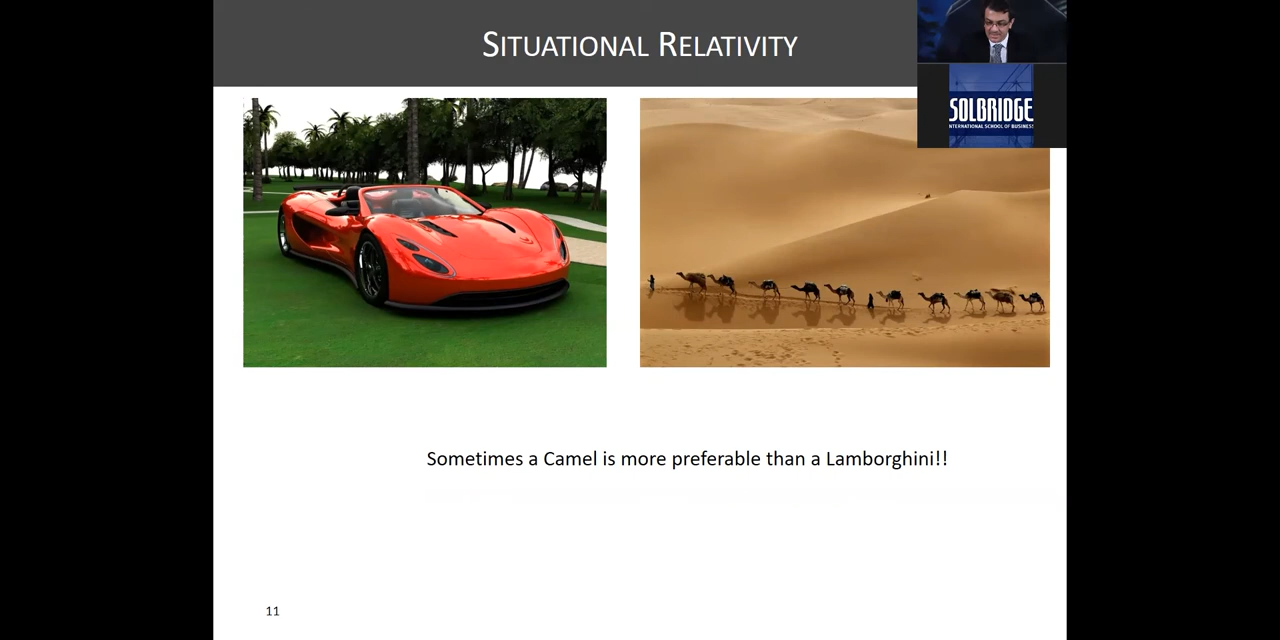 SITUATIONAL RELATIVITY
SOLBRIDGE
INTERNATIONAL SCHOOL OF BUSINESS
Sometimes a Camel is more preferable than a Lamborghini!!
11